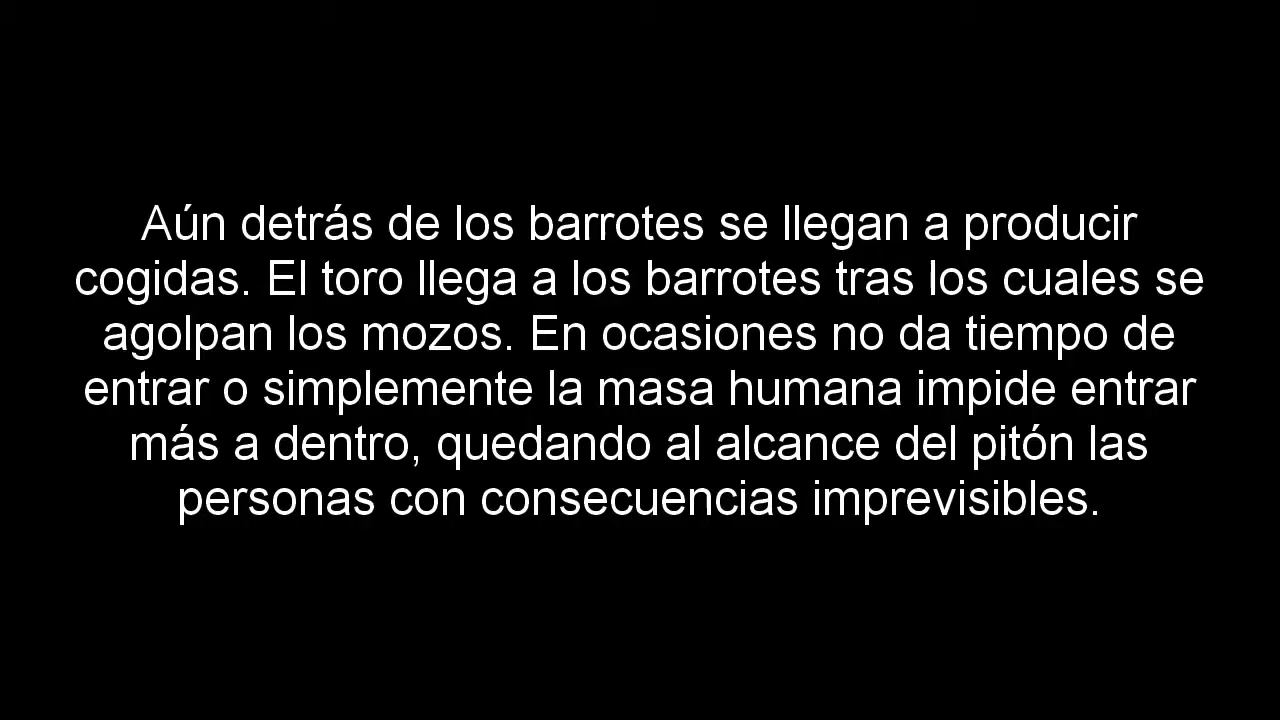 Aún detrás de los barrotes se llegan a producir
cogidas. El toro llega a los barrotes tras los cuales se
agolpan los mozos. En ocasiones no da tiempo de
entrar o simplemente la masa humana impide entrar
más a dentro, quedando al alcance del pitón las
personas con consecuencias imprevisibles.